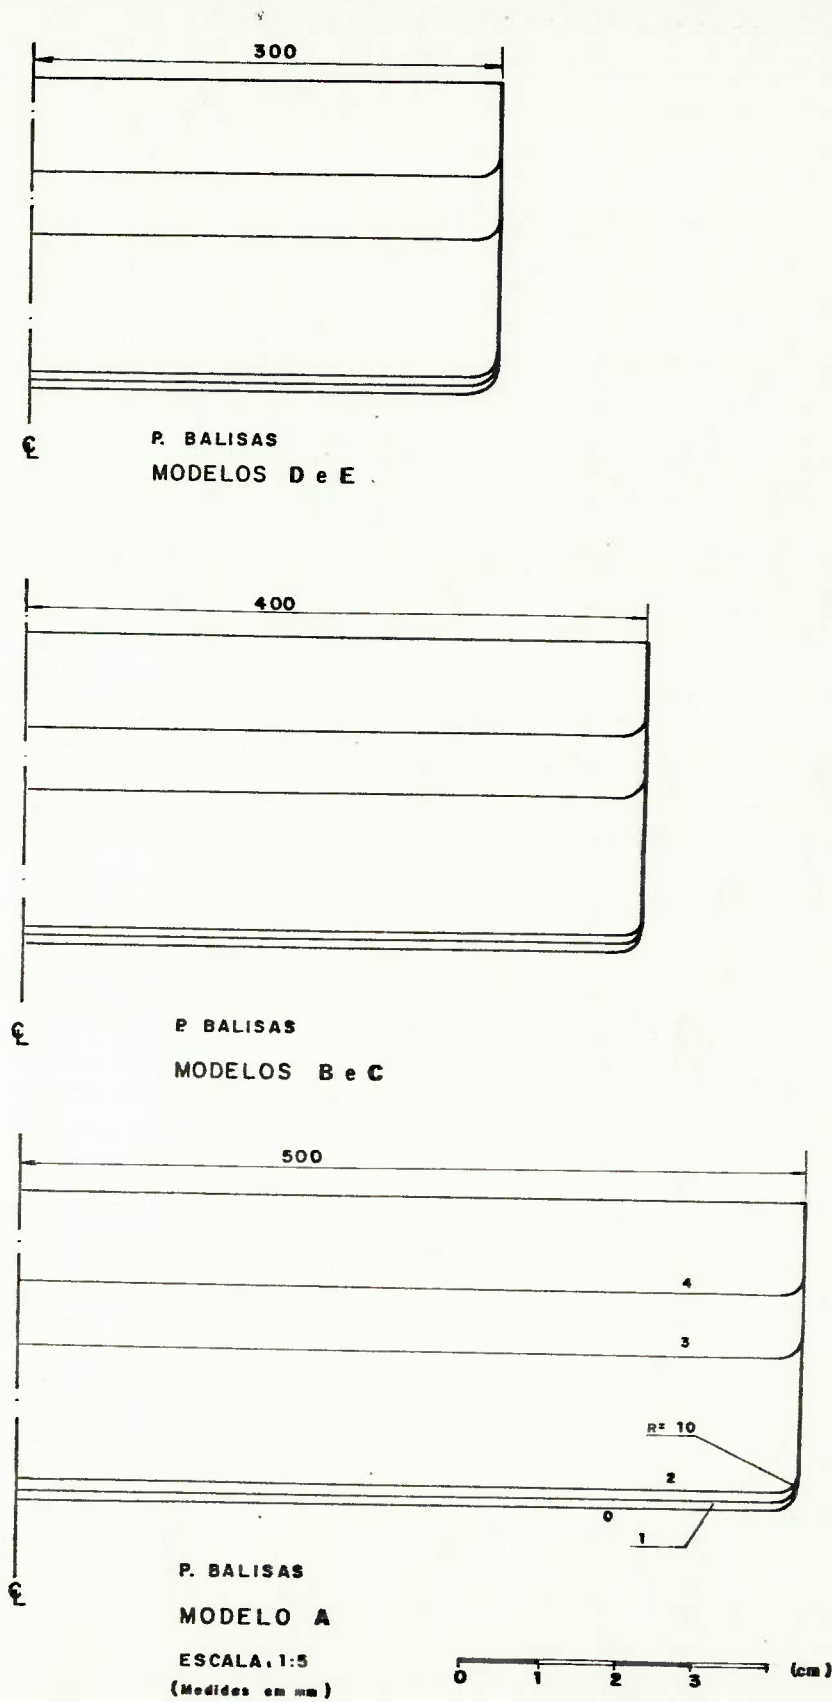 300
℄
P. BALISAS
MODELOS D e E .
400
℄
P. BALISAS
MODELOS B e C
500
4
3
R= 10
2
0
1
℄
P. BALISAS
MODELO A
ESCALA. 1:5
(Medides em mm)
0 1 2 3 (cm)